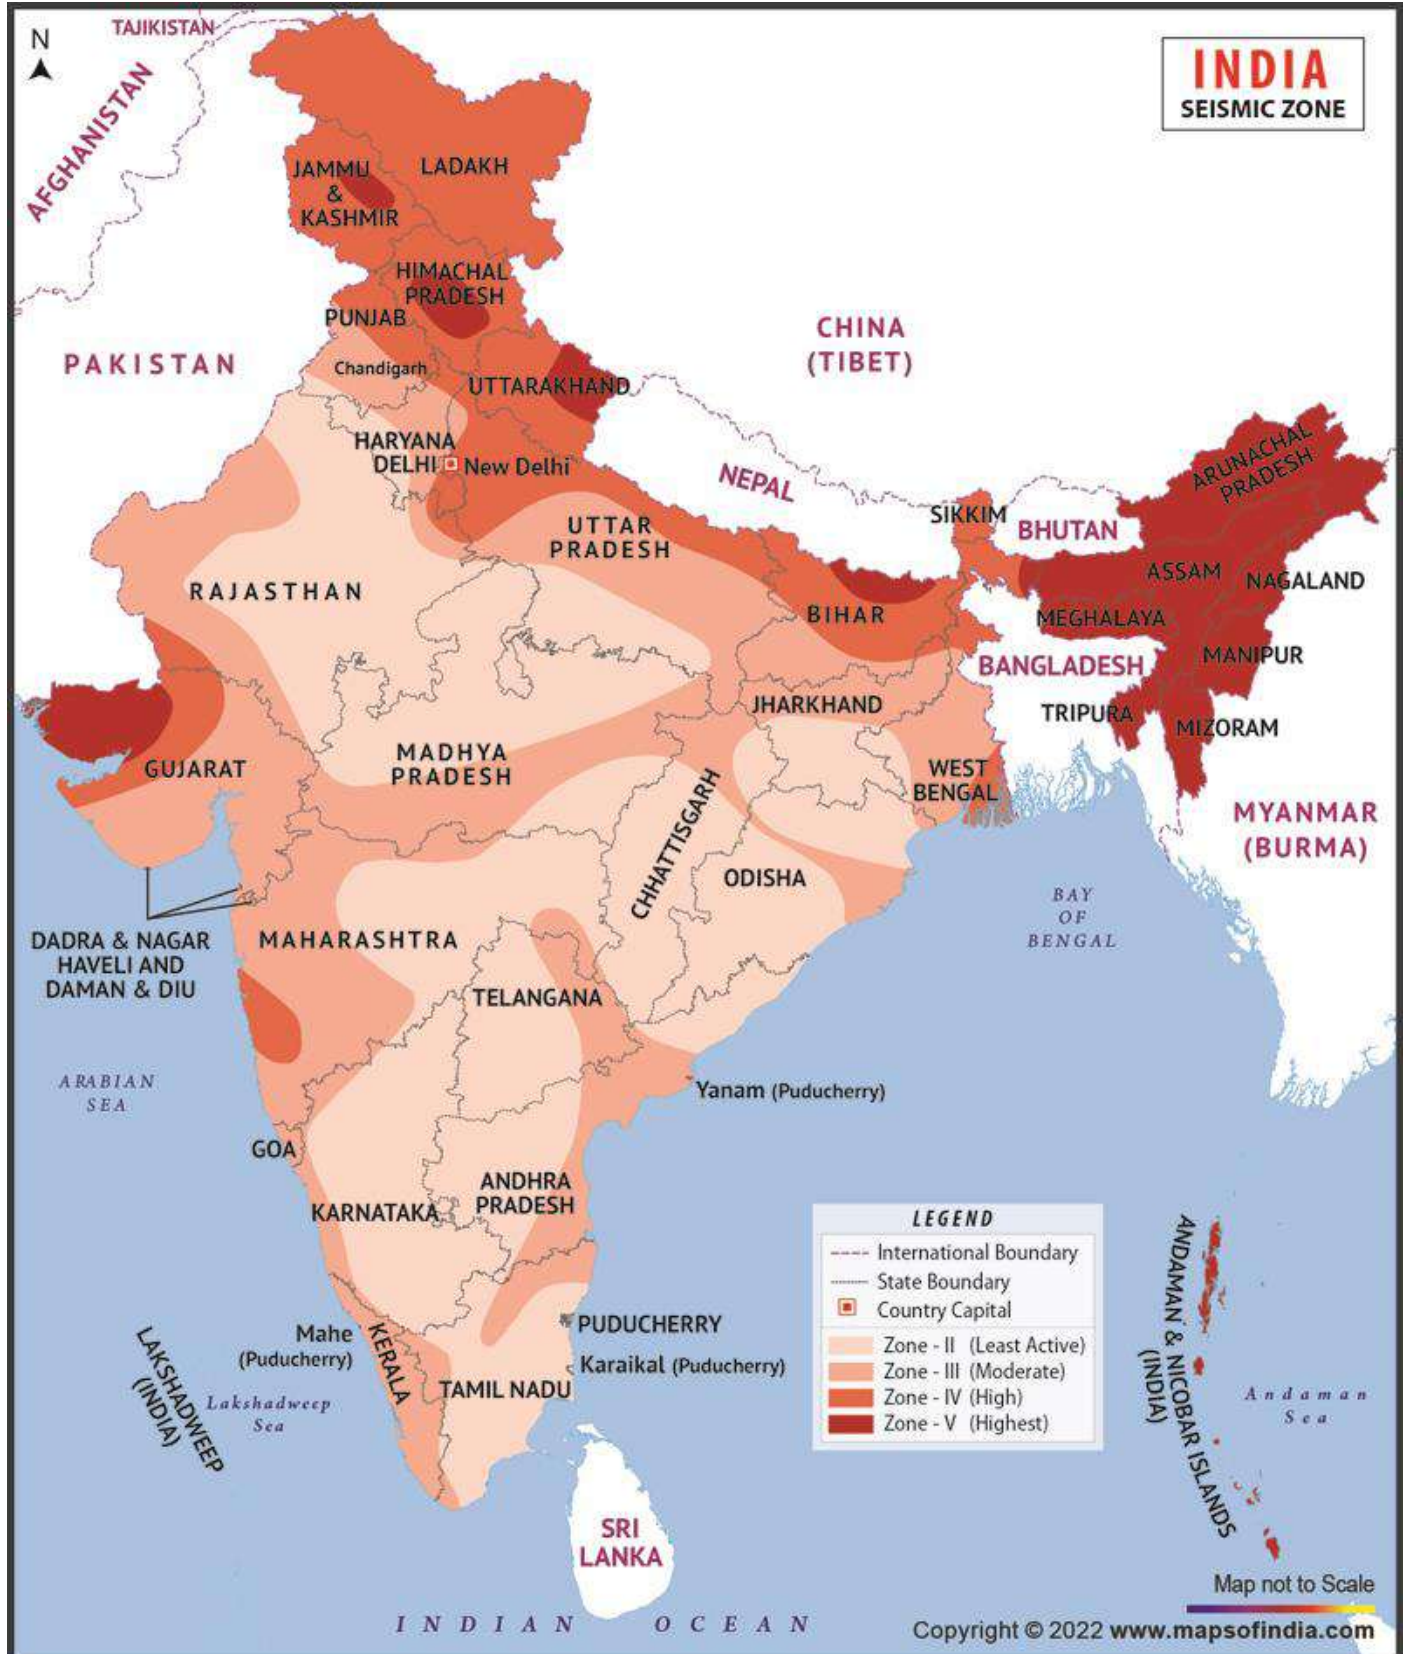 TAJIKISTAN
N
AFGHANISTAN
INDIA
SEISMIC ZONE
JAMMU
&
KASHMIR
LADAKH
HIMACHAL
PRADESH
PUNJAB
PAKISTAN
Chandigarh
CHINA
(TIBET)
UTTARAKHAND
HARYANA
DELHI
New Delhi
NEPAL
ARUNACHAL
PRADESH
SIKKIM
BHUTAN
UTTAR
PRADESH
RAJASTHAN
ASSAM
NAGALAND
BIHAR
MEGHALAYA
BANGLADESH
MANIPUR
JHARKHAND
TRIPURA
MIZORAM
GUJARAT
MADHYA
PRADESH
WEST
BENGAL
MYANMAR
(BURMA)
CHHATTISGARH
ODISHA
BAY
OF
BENGAL
DADRA & NAGAR
HAVELI AND
DAMAN & DIU
MAHARASHTRA
TELANGANA
ARABIAN
SEA
Yanam (Puducherry)
GOA
ANDHRA
PRADESH
KARNATAKA
LEGEND
International Boundary
State Boundary
Country Capital
Zone - II (Least Active)
Zone - III (Moderate)
Zone - IV (High)
Zone - V (Highest)
ANDAMAN & NICOBAR ISLANDS
(INDIA)
Andaman
Sea
PUDUCHERRY
Mahe
(Puducherry)
KERALA
Karaikal (Puducherry)
TAMIL NADU
LAKSHADWEEP
(INDIA)
Lakshadweep
Sea
SRI
LANKA
INDIAN OCEAN
Map not to Scale
Copyright © 2022 www.mapsofindia.com